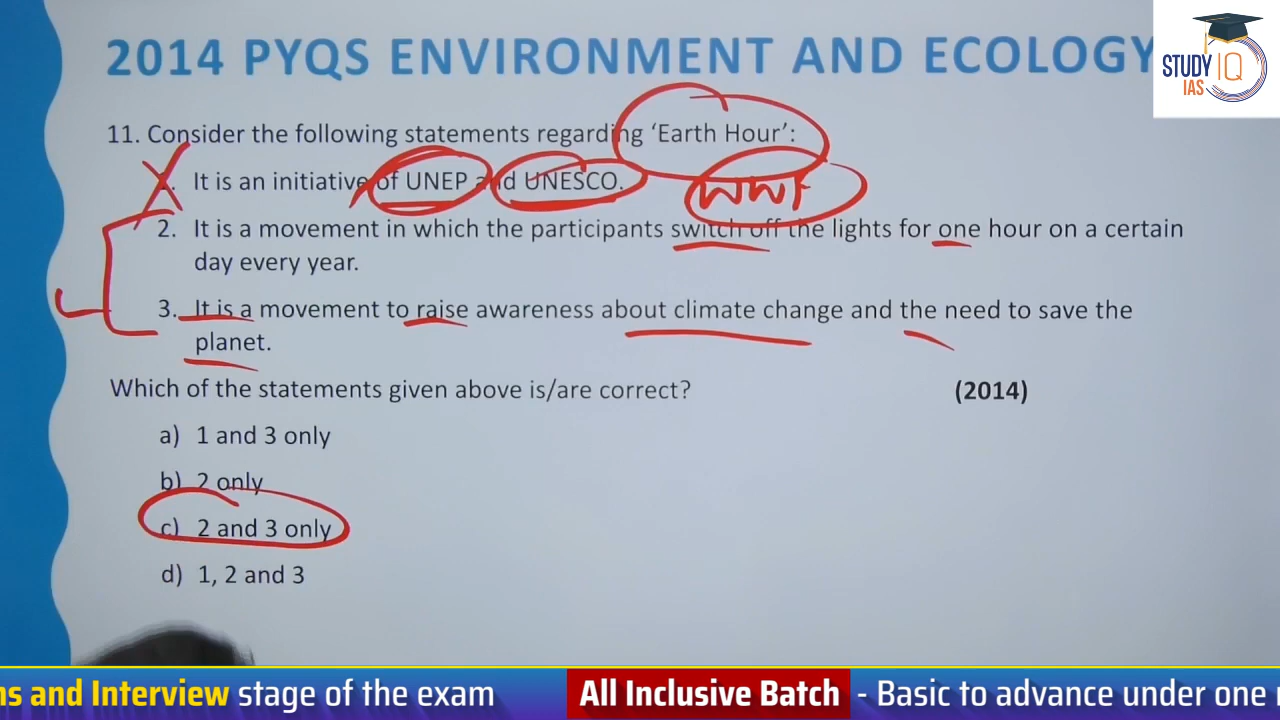 2014 PYQS ENVIRONMENT AND ECOLOGY
STUDY IQ
IAS
11. Consider the following statements regarding ‘Earth Hour’:
1. It is an initiative of UNEP and UNESCO.
WWF
2. It is a movement in which the participants switch off the lights for one hour on a certain
day every year.
3. It is a movement to raise awareness about climate change and the need to save the
planet.
Which of the statements given above is/are correct? (2014)
a) 1 and 3 only
b) 2 only
c) 2 and 3 only
d) 1, 2 and 3
and Interview stage of the exam All Inclusive Batch - Basic to advance under one